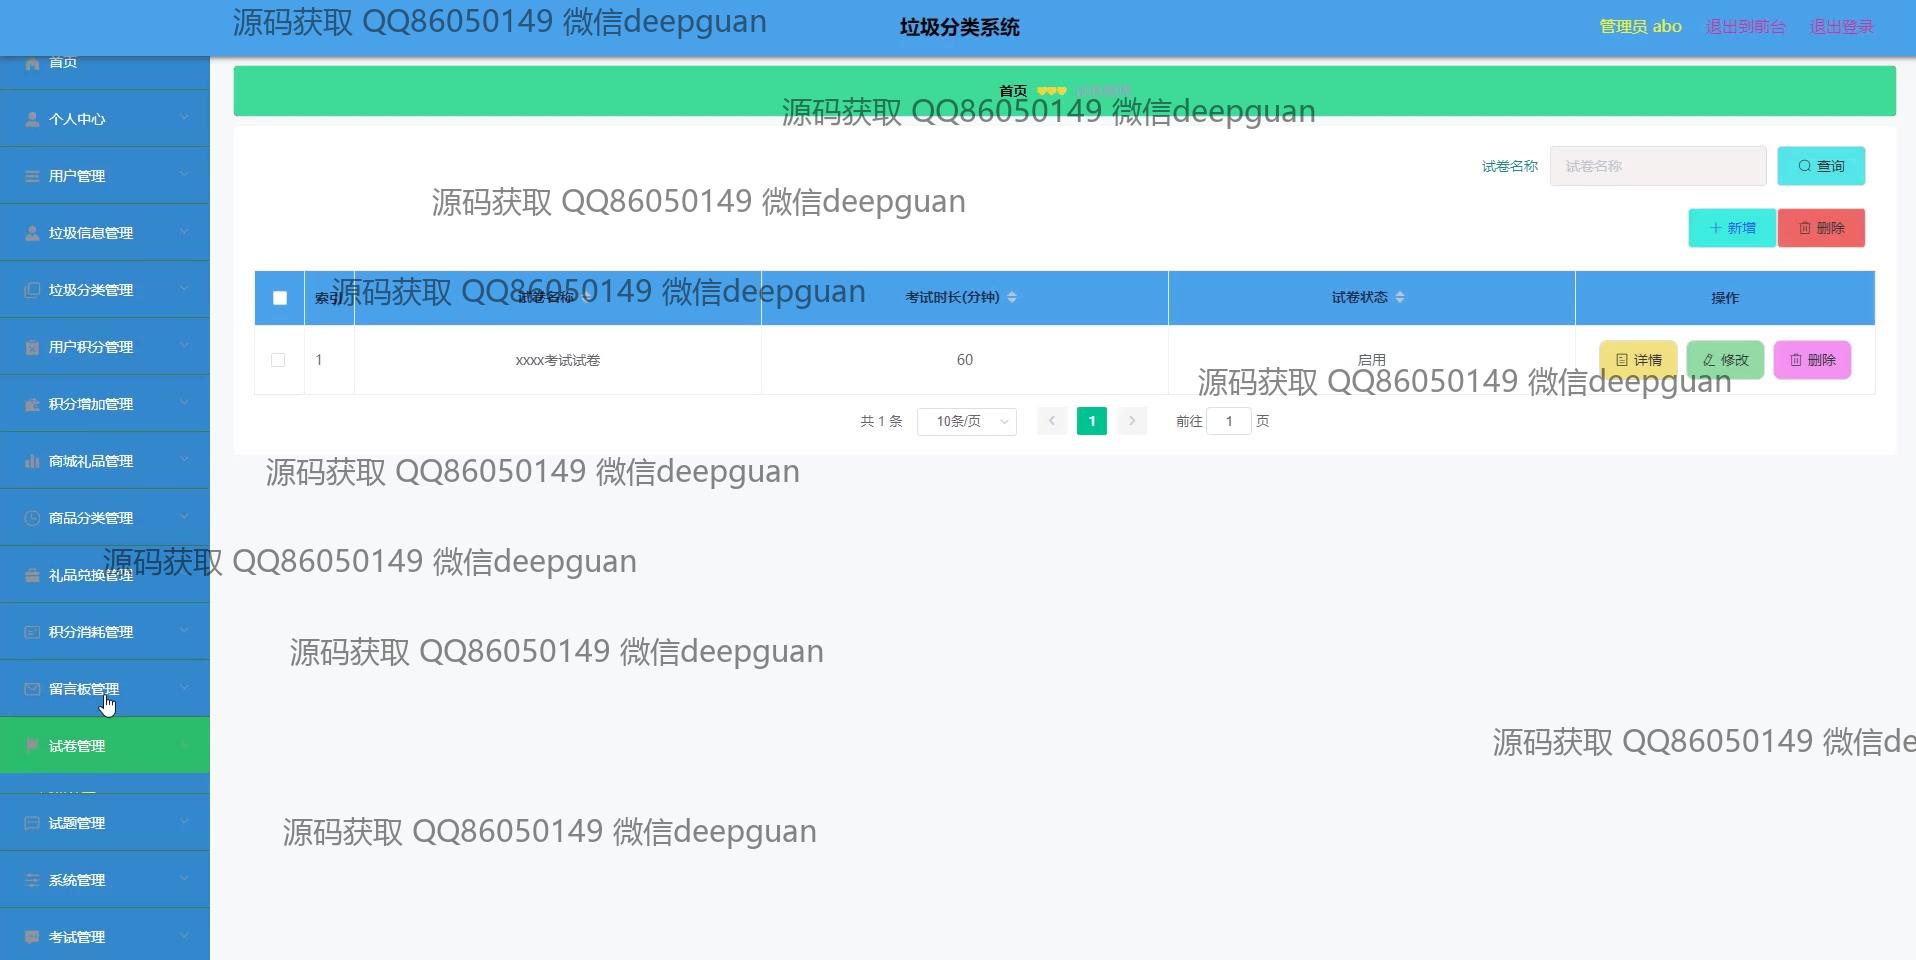 源码获取 QQ86050149 微信deepguan
垃圾分类系统
管理员 abo
退出到前台
退出登录
首页
个人中心
用户管理
垃圾信息管理
垃圾分类管理
用户积分管理
积分增加管理
商城礼品管理
商品分类管理
礼品兑换管理
积分消耗管理
留言板管理
试卷管理
试题管理
系统管理
考试管理
首页
源码获取 QQ86050149 微信deepguan
试卷名称 试卷名称 查询
源码获取 QQ86050149 微信deepguan
新增 删除
源码获取 QQ86050149 微信deepguan
索引 试卷名称 考试时长(分钟) 试卷状态 操作
1 xxxx考试试卷 60 启用 详情 修改 删除
源码获取 QQ86050149 微信deepguan
共 1 条 10条/页 1 前往 1 页
源码获取 QQ86050149 微信deepguan
源码获取 QQ86050149 微信deepguan
源码获取 QQ86050149 微信deepguan
源码获取 QQ86050149 微信de
源码获取 QQ86050149 微信deepguan